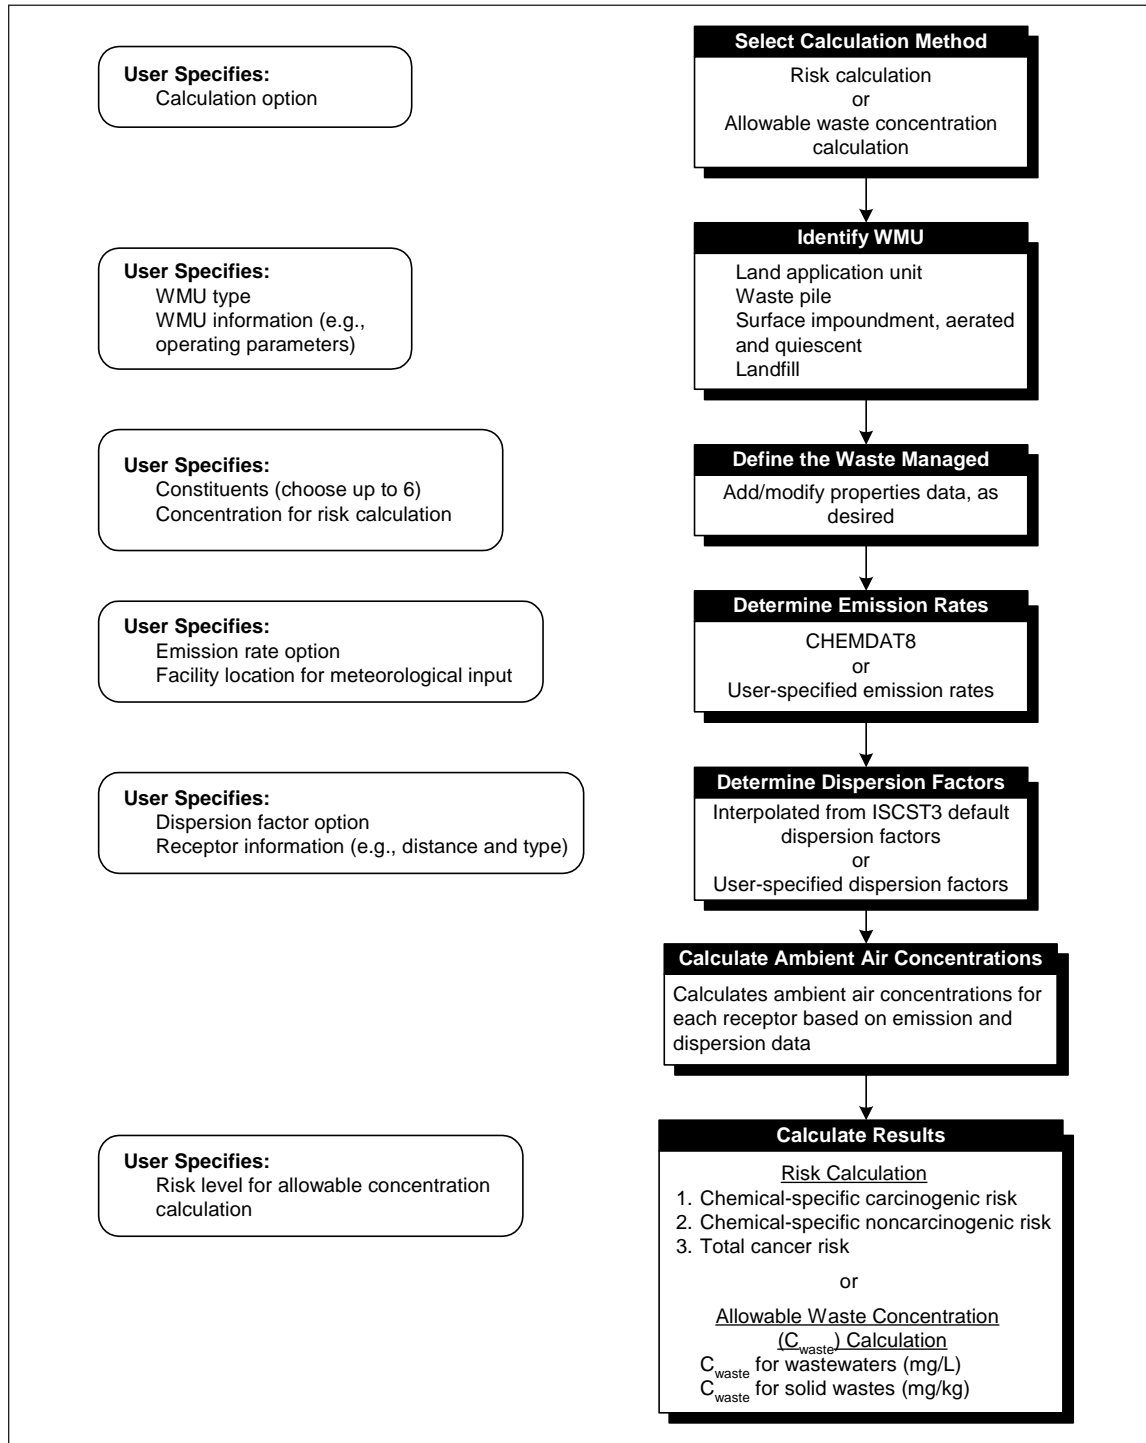 User Specifies:
Calculation option
Select Calculation Method
Risk calculation
or
Allowable waste concentration
calculation
User Specifies:
WMU type
WMU information (e.g.,
operating parameters)
Identify WMU
Land application unit
Waste pile
Surface impoundment, aerated
and quiescent
Landfill
User Specifies:
Constituents (choose up to 6)
Concentration for risk calculation
Define the Waste Managed
Add/modify properties data, as
desired
User Specifies:
Emission rate option
Facility location for meteorological input
Determine Emission Rates
CHEMDAT8
or
User-specified emission rates
User Specifies:
Dispersion factor option
Receptor information (e.g., distance and type)
Determine Dispersion Factors
Interpolated from ISCST3 default
dispersion factors
or
User-specified dispersion factors
Calculate Ambient Air Concentrations
Calculates ambient air concentrations for
each receptor based on emission and
dispersion data
User Specifies:
Risk level for allowable concentration
calculation
Calculate Results
Risk Calculation
1. Chemical-specific carcinogenic risk
2. Chemical-specific noncarcinogenic risk
3. Total cancer risk
or
Allowable Waste Concentration
(Cwaste) Calculation
Cwaste for wastewaters (mg/L)
Cwaste for solid wastes (mg/kg)